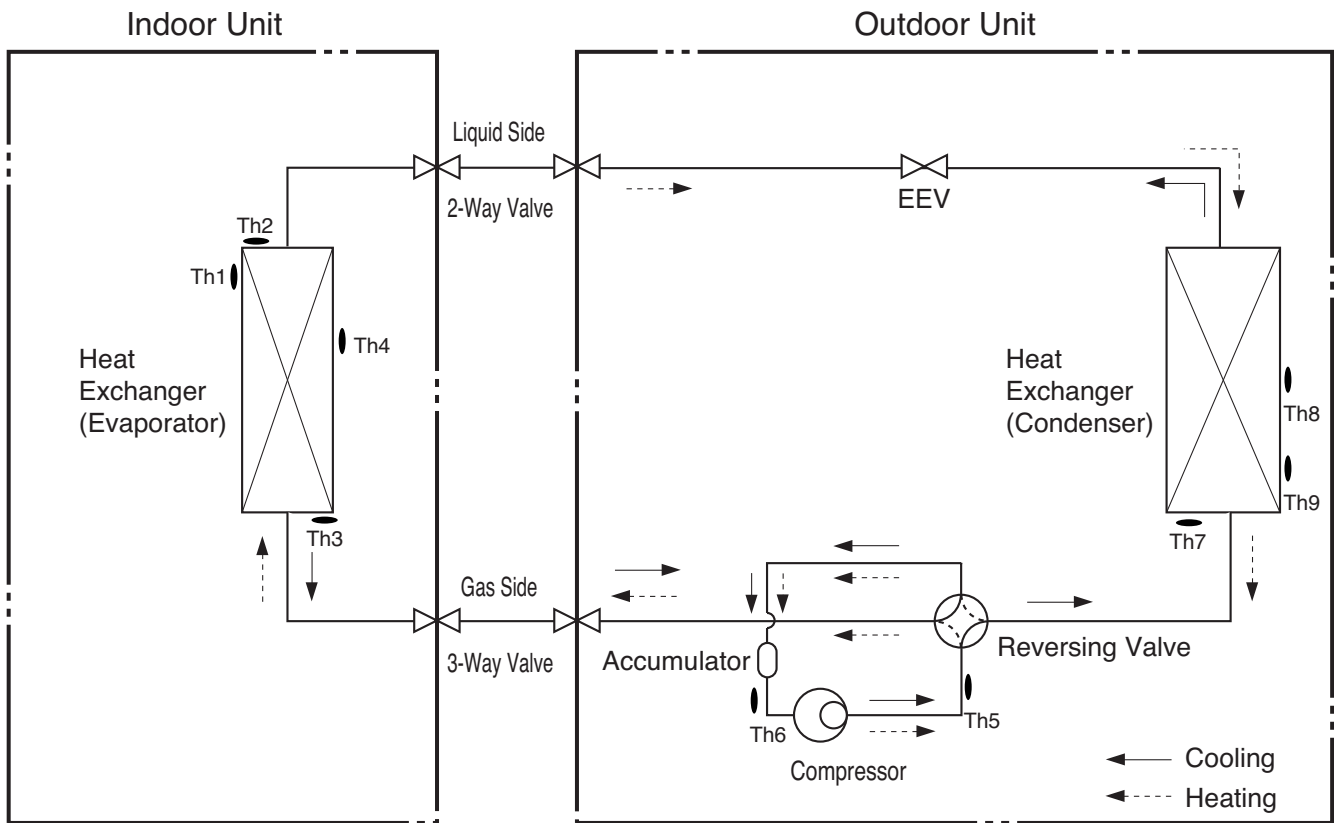 Indoor Unit
Outdoor Unit
Liquid Side
2-Way Valve
EEV
Th2
Th1
Th4
Heat
Exchanger
(Evaporator)
Th3
Heat
Exchanger
(Condenser)
Th8
Th9
Th7
Gas Side
3-Way Valve
Accumulator
Reversing Valve
Th6
Th5
Compressor
Cooling
Heating